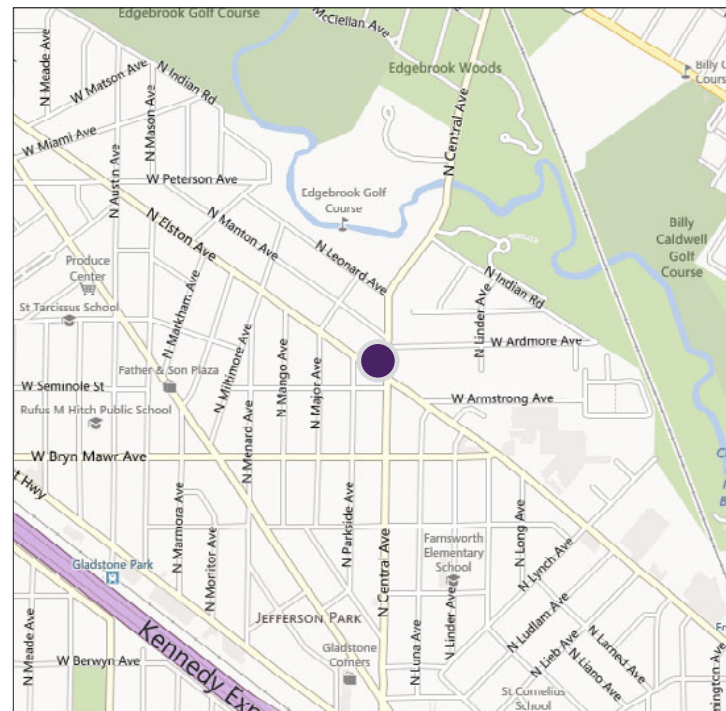 Edgebrook Golf Course
McClellan Ave
N Meade Ave
W Matson Ave
N Mason Ave
N Indian Rd
Edgebrook Woods
N Central Ave
W Miami Ave
N Austin Ave
W Peterson Ave
Edgebrook Golf
Course
N Elston Ave
N Manton Ave
N Leonard Ave
Billy
Caldwell
Golf
Course
Produce
Center
St Tarcissus School
N Markham Ave
N Miltimore Ave
N Mango Ave
N Major Ave
N Linder Ave
N Indian Rd
W Ardmore Ave
Father & Son Plaza
W Seminole St
W Armstrong Ave
Rufus M Hitch Public School
N Menard Ave
W Bryn Mawr Ave
t Hwy
N Marmora Ave
N Monitor Ave
N Parkside Ave
N Central Ave
Farnsworth
Elementary
School
N Long Ave
N Lynch Ave
Gladstone Park
JEFFERSON PARK
N Linder Ave
N Luna Ave
N Ludlam Ave
N Lieb Ave
N Larned Ave
N Liano Ave
N Meade Ave
W Berwyn Ave
Kennedy Exp
Gladstone
Corners
St Cornelius
School